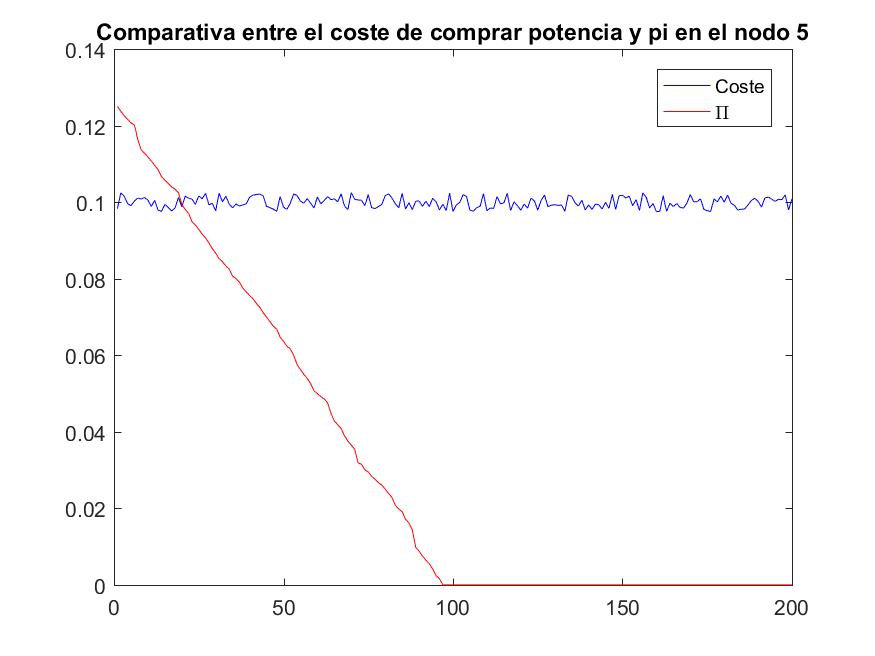 Comparativa entre el coste de comprar potencia y pi en el nodo 5
0.14
0.12
0.1
0.08
0.06
0.04
0.02
0
0 50 100 150 200
Coste
Π